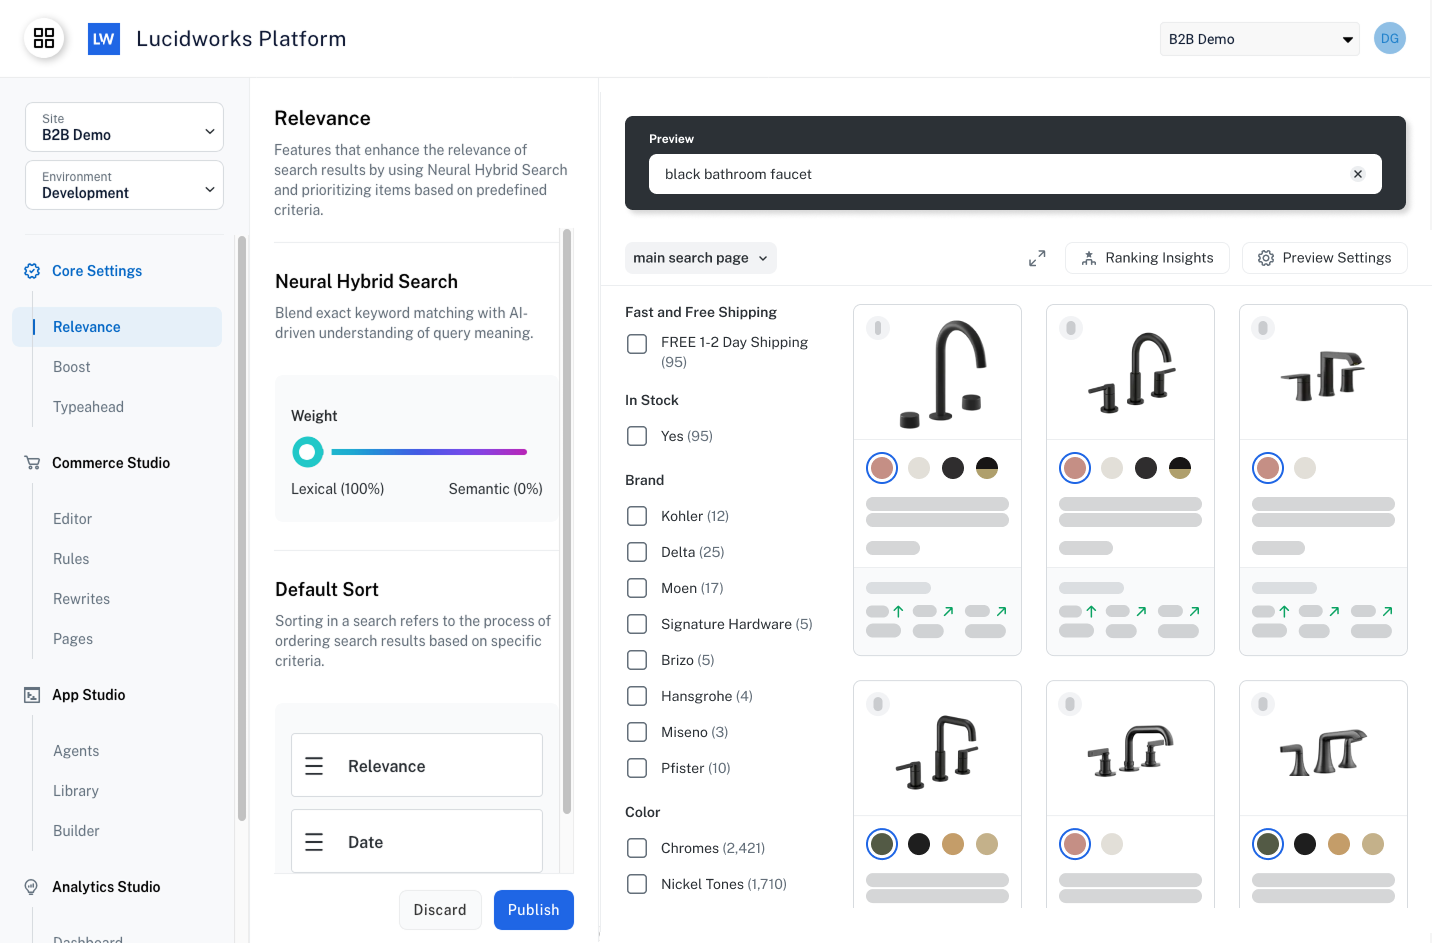 LW
Lucidworks Platform
B2B Demo
DG
Site
B2B Demo
Environment
Development
Core Settings
Relevance
Boost
Typeahead
Commerce Studio
Editor
Rules
Rewrites
Pages
App Studio
Agents
Library
Builder
Analytics Studio
Dashboard
Relevance
Features that enhance the relevance of
search results by using Neural Hybrid Search
and prioritizing items based on predefined
criteria.
Neural Hybrid Search
Blend exact keyword matching with AI-
driven understanding of query meaning.
Weight
Lexical (100%)
Semantic (0%)
Default Sort
Sorting in a search refers to the process of
ordering search results based on specific
criteria.
Relevance
Date
Discard
Publish
Preview
black bathroom faucet
main search page
Ranking Insights
Preview Settings
Fast and Free Shipping
FREE 1-2 Day Shipping
(95)
In Stock
Yes (95)
Brand
Kohler (12)
Delta (25)
Moen (17)
Signature Hardware (5)
Brizo (5)
Hansgrohe (4)
Miseno (3)
Pfister (10)
Color
Chromes (2,421)
Nickel Tones (1,710)